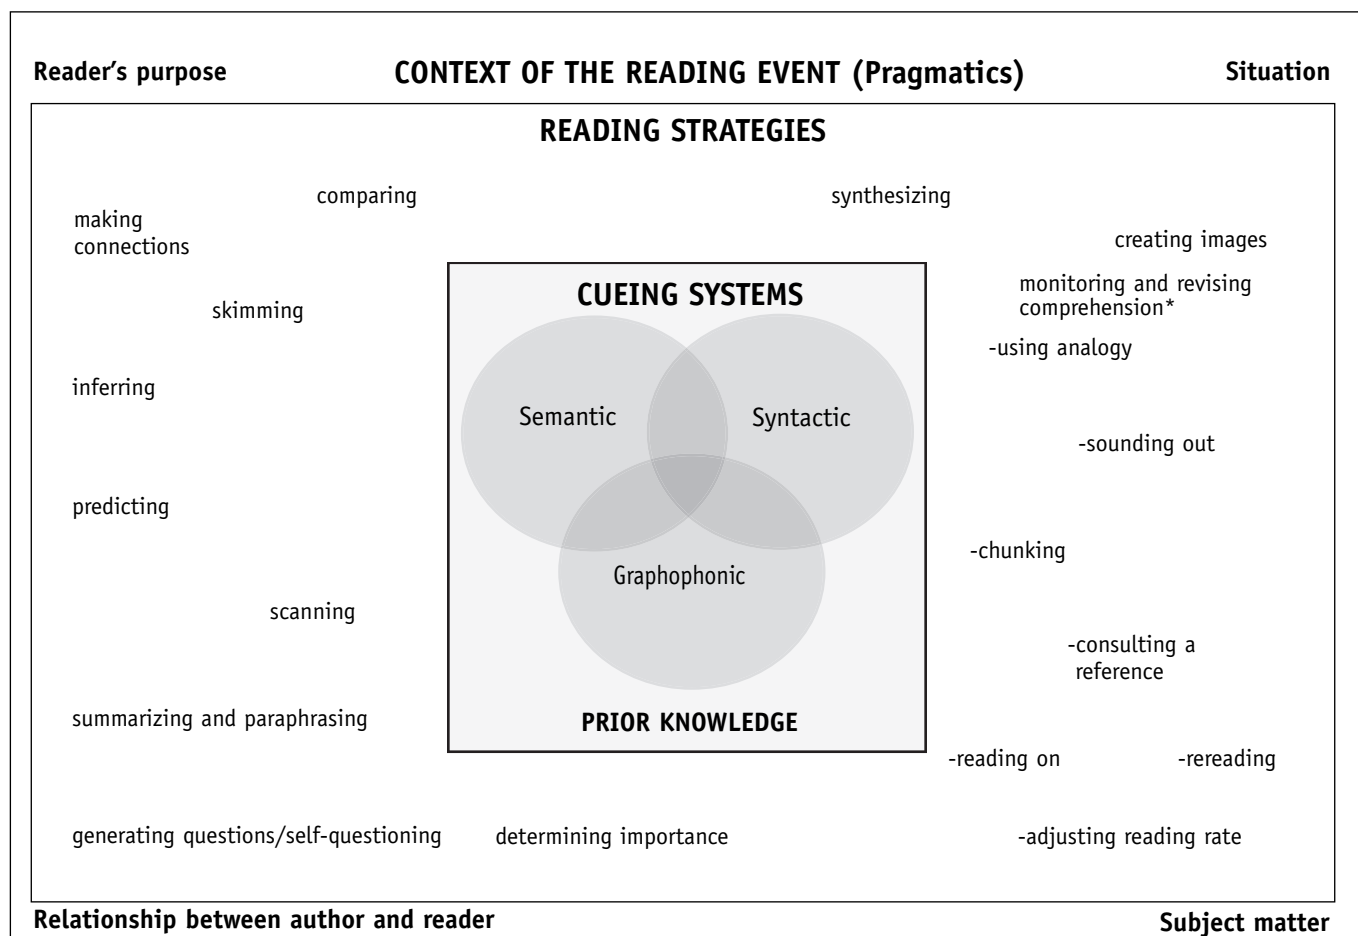 Reader's purpose
CONTEXT OF THE READING EVENT (Pragmatics)
Situation
READING STRATEGIES
comparing
synthesizing
making
connections
creating images
skimming
CUEING SYSTEMS
monitoring and revising
comprehension*
-using analogy
inferring
Semantic
Syntactic
-sounding out
predicting
-chunking
Graphophonic
scanning
-consulting a
reference
summarizing and paraphrasing
PRIOR KNOWLEDGE
-reading on
-rereading
generating questions/self-questioning
determining importance
-adjusting reading rate
Relationship between author and reader
Subject matter